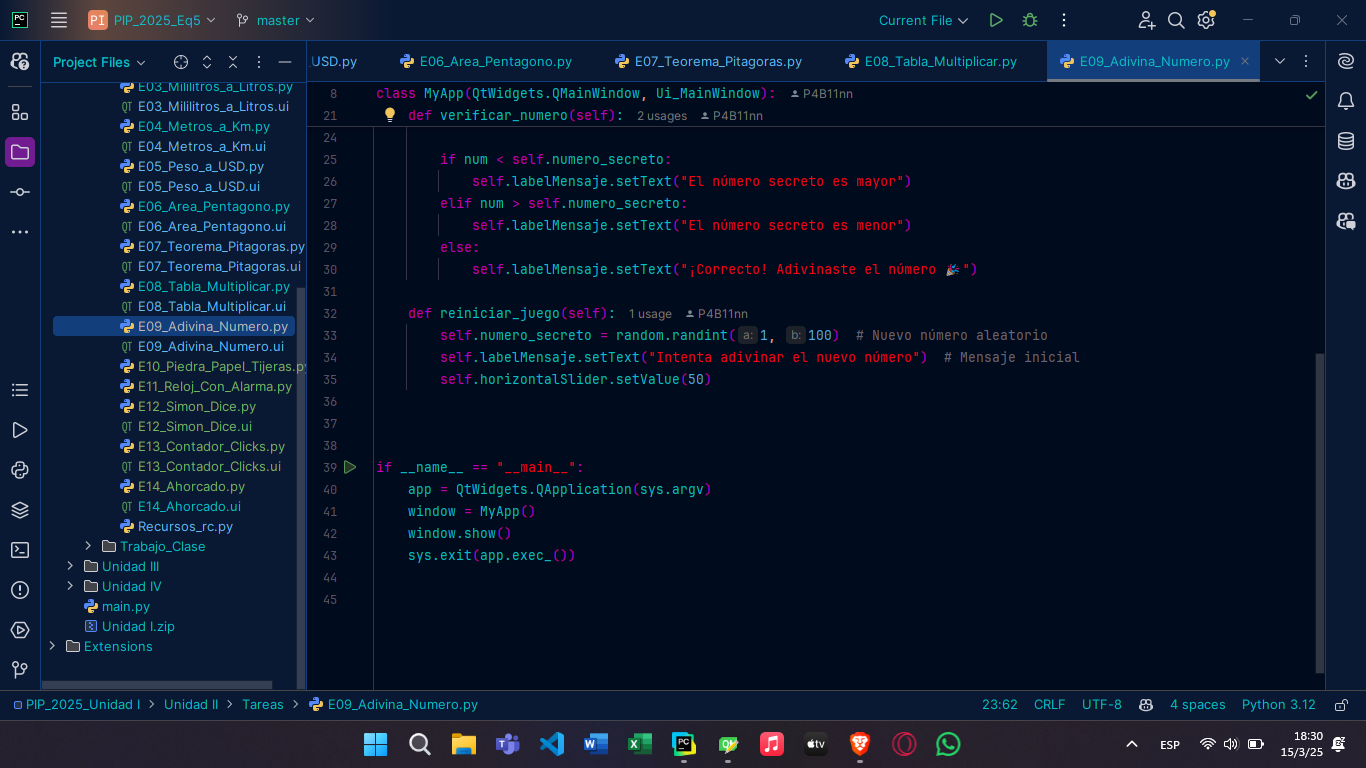 PC PI PIP_2025_Eq5 master Current File
Project Files
.USD.py E06_Area_Pentagono.py E07_Teorema_Pitagoras.py E08_Tabla_Multiplicar.py E09_Adivina_Numero.py
E03_Mililitros_a_Litros.py
E03_Mililitros_a_Litros.ui
E04_Metros_a_Km.py
E04_Metros_a_Km.ui
E05_Peso_a_USD.py
E05_Peso_a_USD.ui
E06_Area_Pentagono.py
E06_Area_Pentagono.ui
E07_Teorema_Pitagoras.py
E07_Teorema_Pitagoras.ui
E08_Tabla_Multiplicar.py
E08_Tabla_Multiplicar.ui
E09_Adivina_Numero.py
E09_Adivina_Numero.ui
E10_Piedra_Papel_Tijeras.py
E11_Reloj_Con_Alarma.py
E12_Simon_Dice.py
E12_Simon_Dice.ui
E13_Contador_Clicks.py
E13_Contador_Clicks.ui
E14_Ahorcado.py
E14_Ahorcado.ui
Recursos_rc.py
Trabajo_Clase
Unidad III
Unidad IV
main.py
Unidad I.zip
Extensions
8 class MyApp(QtWidgets.QMainWindow, Ui_MainWindow): P4B11nn
21 def verificar_numero(self): 2 usages P4B11nn
24
25 if num < self.numero_secreto:
26 self.labelMensaje.setText("El número secreto es mayor")
27 elif num > self.numero_secreto:
28 self.labelMensaje.setText("El número secreto es menor")
29 else:
30 self.labelMensaje.setText("¡Correcto! Adivinaste el número 🎉")
31
32 def reiniciar_juego(self): 1 usage P4B11nn
33 self.numero_secreto = random.randint( a: 1, b: 100) # Nuevo número aleatorio
34 self.labelMensaje.setText("Intenta adivinar el nuevo número") # Mensaje inicial
35 self.horizontalSlider.setValue(50)
36
37
38
39 if __name__ == "__main__":
40 app = QtWidgets.QApplication(sys.argv)
41 window = MyApp()
42 window.show()
43 sys.exit(app.exec_())
44
45
PIP_2025_Unidad I > Unidad II > Tareas > E09_Adivina_Numero.py 23:62 CRLF UTF-8 4 spaces Python 3.12
ESP 18:30
15/3/25